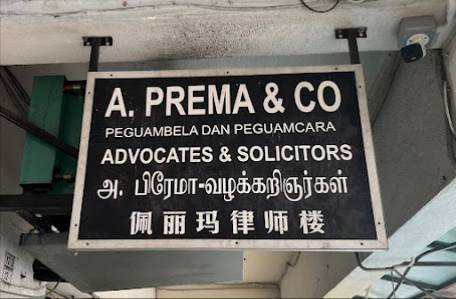 A. PREMA & CO
PEGUAMBELA DAN PEGUAMCARA
ADVOCATES & SOLICITORS
அ. பிரேமா-வழக்கறிஞர்கள்
佩丽玛律师楼